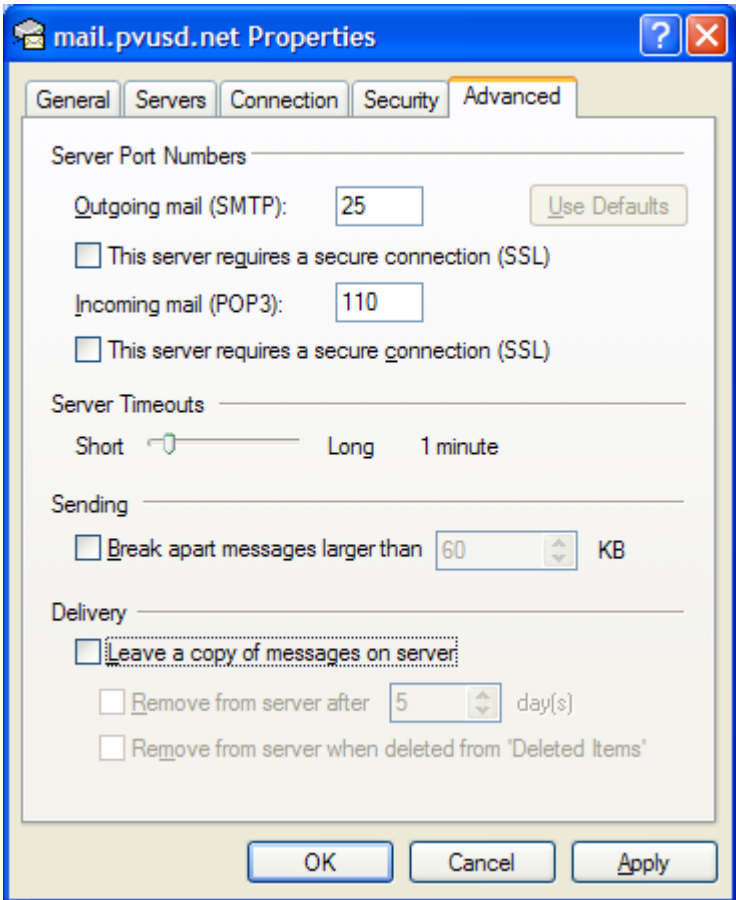 mail.pvusd.net Properties
General Servers Connection Security Advanced
Server Port Numbers
Outgoing mail (SMTP): 25 Use Defaults
This server requires a secure connection (SSL)
Incoming mail (POP3): 110
This server requires a secure connection (SSL)
Server Timeouts
Short Long 1 minute
Sending
Break apart messages larger than 60 KB
Delivery
Leave a copy of messages on server
Remove from server after 5 day(s)
Remove from server when deleted from 'Deleted Items'
OK Cancel Apply